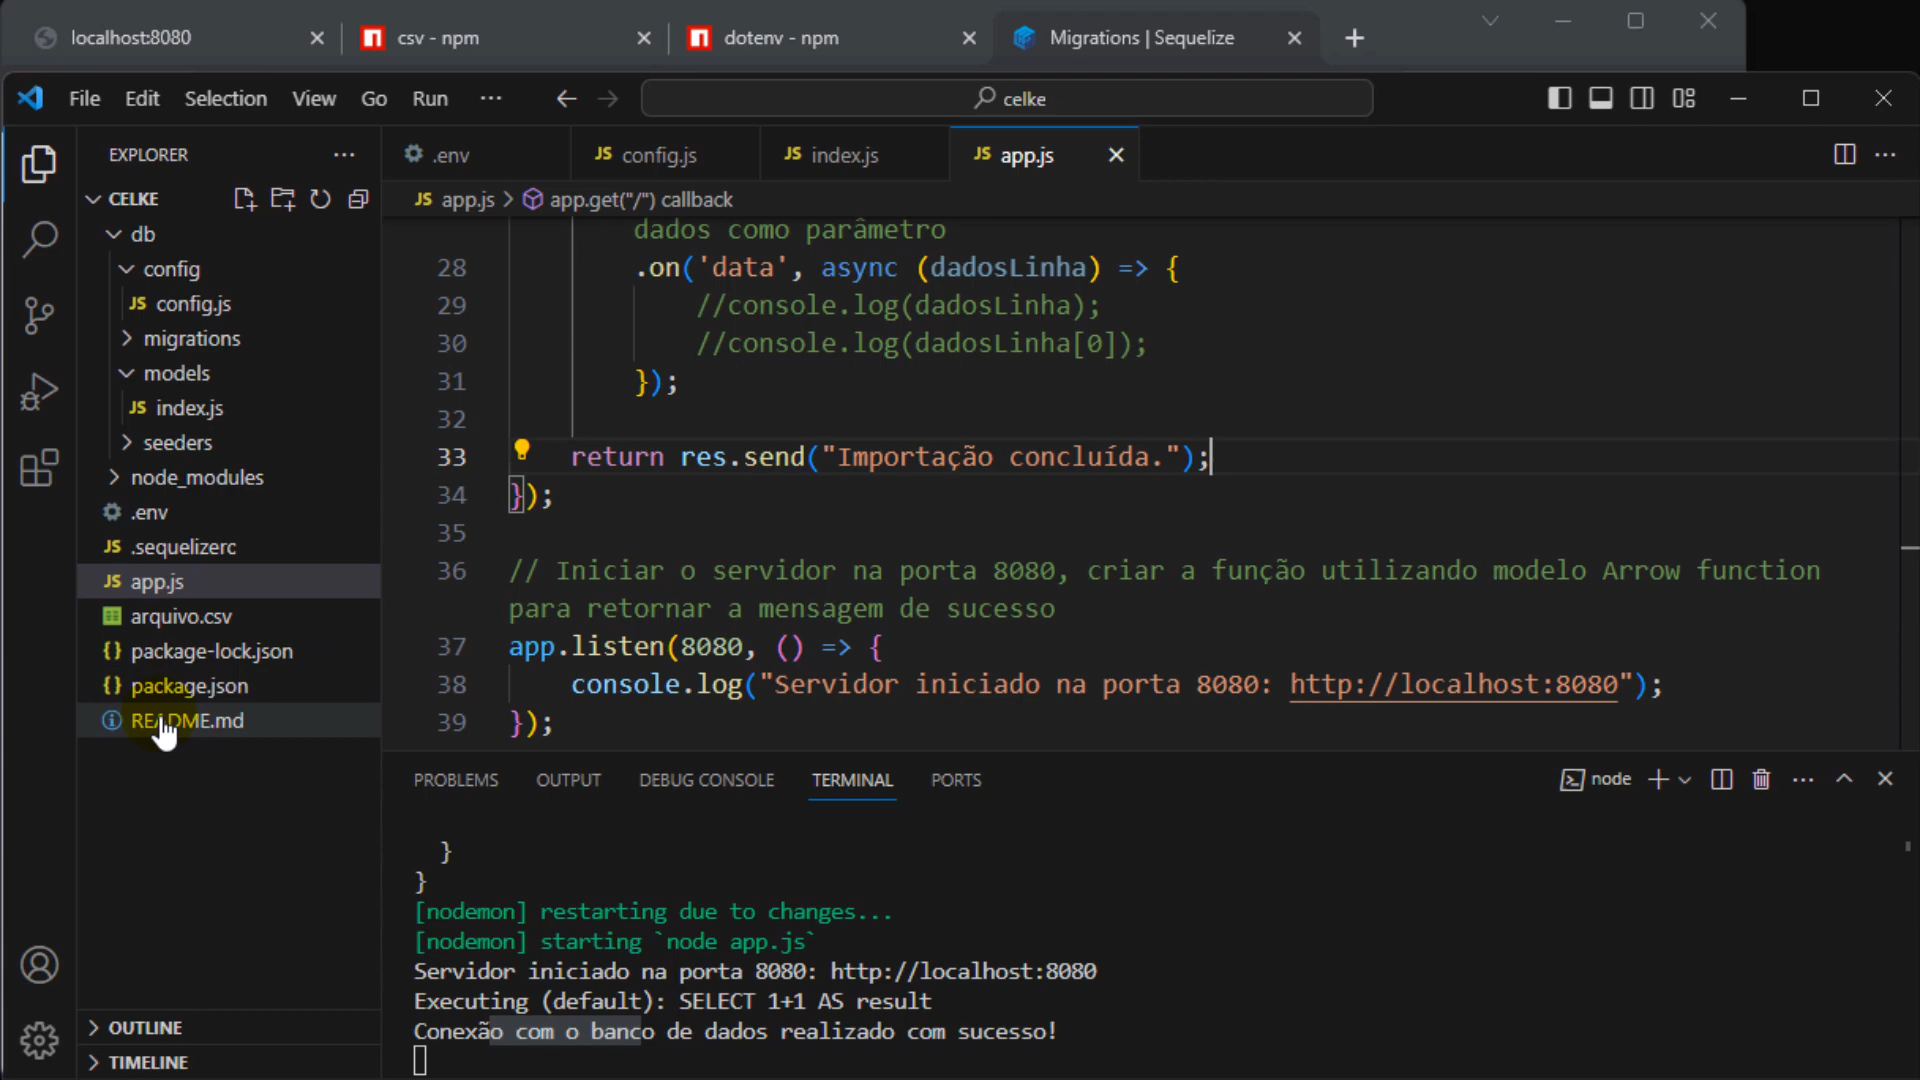 localhost:8080
csv - npm
dotenv - npm
Migrations | Sequelize
File Edit Selection View Go Run ...
celke
EXPLORER
.env
config.js
index.js
app.js
CELKE
app.js > app.get("/") callback
db
config
config.js
migrations
models
index.js
seeders
node_modules
.env
.sequelizerc
app.js
arquivo.csv
package-lock.json
package.json
README.md
OUTLINE
TIMELINE
dados como parâmetro
28 .on('data', async (dadosLinha) => {
29 //console.log(dadosLinha);
30 //console.log(dadosLinha[0]);
31 });
32
33 return res.send("Importação concluída.");
34 });
35
36 // Iniciar o servidor na porta 8080, criar a função utilizando modelo Arrow function
para retornar a mensagem de sucesso
37 app.listen(8080, () => {
38 console.log("Servidor iniciado na porta 8080: http://localhost:8080");
39 });
PROBLEMS OUTPUT DEBUG CONSOLE TERMINAL PORTS
node
}
}
[nodemon] restarting due to changes...
[nodemon] starting `node app.js`
Servidor iniciado na porta 8080: http://localhost:8080
Executing (default): SELECT 1+1 AS result
Conexão com o banco de dados realizado com sucesso!